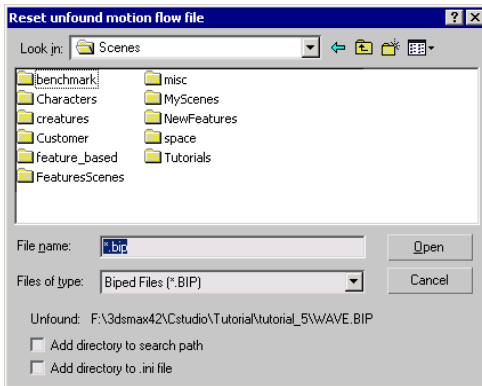 Reset unfound motion flow file
Look in: Scenes
benchmark misc
Characters MyScenes
creatures NewFeatures
Customer space
feature_based Tutorials
FeaturesScenes
File name: *.bip Open
Files of type: Biped Files (*.BIP) Cancel
Unfound: F:\3dsmax42\Cstudio\Tutorial\tutorial_5\WAVE.BIP
Add directory to search path
Add directory to .ini file